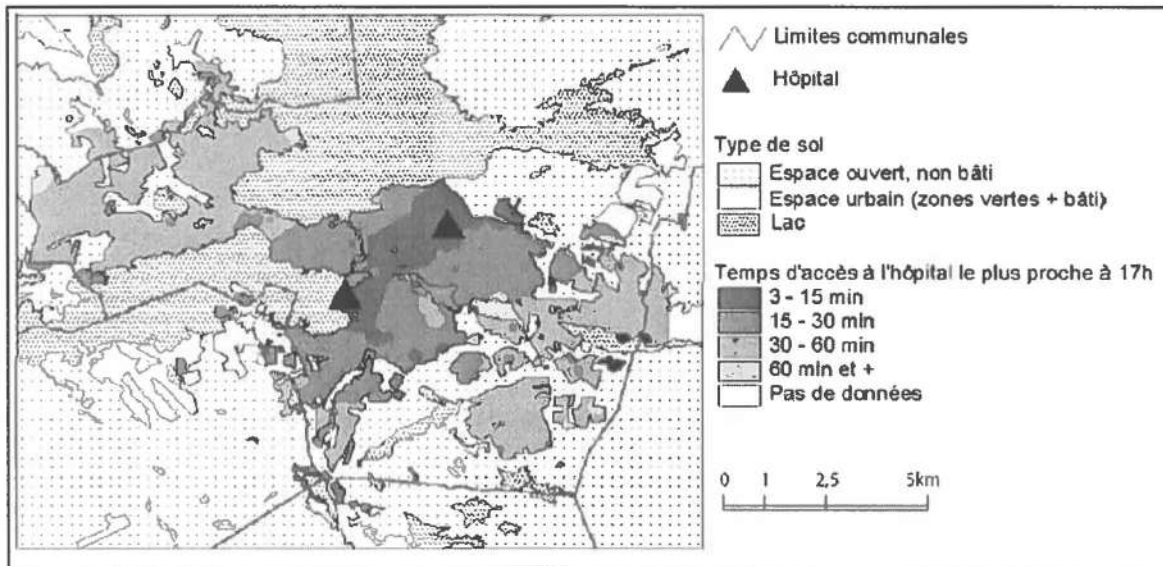 Limites communales
Hôpital
Type de sol
Espace ouvert, non bâti
Espace urbain (zones vertes + bâti)
Lac
Temps d'accès à l'hôpital le plus proche à 17h
3 - 15 min
15 - 30 min
30 - 60 min
60 min et +
Pas de données
0 1 2,5 5km